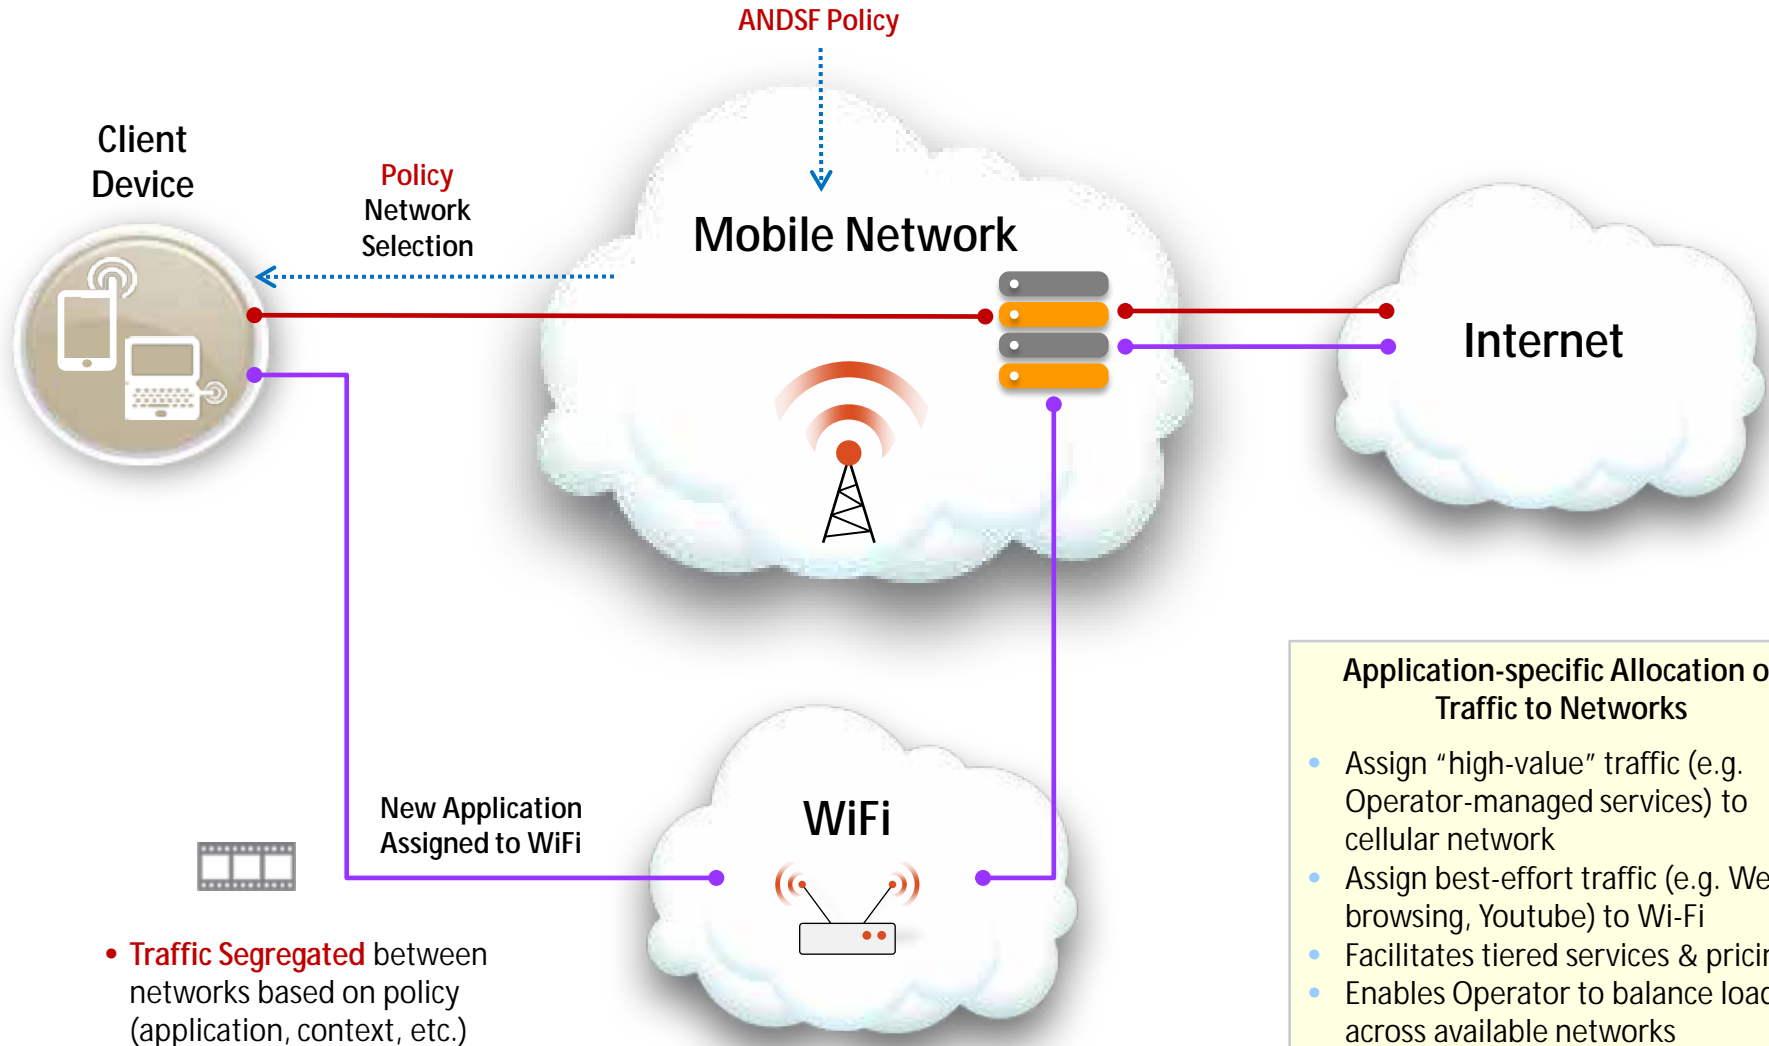 ANDSF Policy
Client
Device
Policy
Network
Selection
Mobile Network
Internet
New Application
Assigned to WiFi
WiFi
• Traffic Segregated between
networks based on policy
(application, context, etc.)
Application-specific Allocation o
Traffic to Networks
• Assign “high-value” traffic (e.g.
Operator-managed services) to
cellular network
• Assign best-effort traffic (e.g. We
browsing, Youtube) to Wi-Fi
• Facilitates tiered services & pricin
• Enables Operator to balance load
across available networks